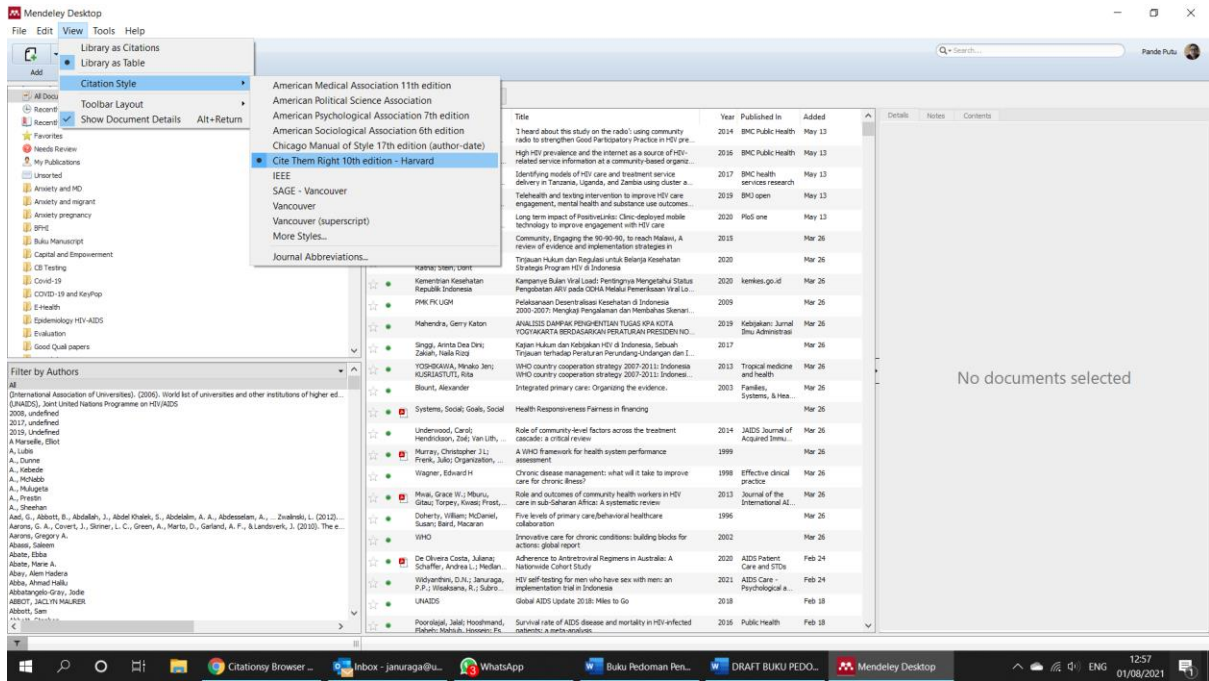 Mendeley Desktop
File Edit View Tools Help
Add
Library as Citations
Library as Table
Citation Style
Toolbar Layout
Show Document Details Alt+Return
American Medical Association 11th edition
American Political Science Association
American Psychological Association 7th edition
American Sociological Association 6th edition
Chicago Manual of Style 17th edition (author-date)
Cite Them Right 10th edition - Harvard
IEEE
SAGE - Vancouver
Vancouver
Vancouver (superscript)
More Styles...
Journal Abbreviations...
Search...
Pande Putu
All Docu
Recentl
Recentl
Favorites
Needs Review
My Publications
Unsorted
Anxiety and MD
Anxiety and migrant
Anxiety pregnancy
BFHI
Buku Manuscript
Capital and Empowerment
CB Testing
Covid-19
COVID-19 and KeyPop
E-Health
Epidemiology HIV-AIDS
Evaluation
Good Quali papers
Filter by Authors
All
(International Association of Universities). (2006). World list of universities and other institutions of higher ed...
(UNAIDS), Joint United Nations Programme on HIV/AIDS
2008, undefined
2017, undefined
2019, Undefined
A Marseille, Elliot
A, Lubis
A., Dunne
A., Kebede
A., McNabb
A., Mulugeta
A., Prestin
A., Sheehan
Aad, G., Abbott, B., Abdallah, J., Abdel Khalek, S., Abdelalim, A. A., Abdesselam, A., ... Zwalinski, L. (2012)....
Aarons, G. A., Covert, J., Skriner, L. C., Green, A., Marto, D., Garland, A. F., & Landsverk, J. (2010). The e...
Aarons, Gregory A.
Abassi, Saleem
Abate, Ebba
Abate, Marie A.
Abay, Alem Hadera
Abba, Ahmad Halilu
Abbatangelo-Gray, Jodie
ABBOT, JACLYN MAURER
Abbott, Sam
Title Year Published In Added
'I heard about this study on the radio': using community radio to strengthen Good Participatory Practice in HIV pre... 2014 BMC Public Health May 13
High HIV prevalence and the internet as a source of HIV-related service information at a community-based organiz... 2016 BMC Public Health May 13
Identifying models of HIV care and treatment service delivery in Tanzania, Uganda, and Zambia using cluster a... 2017 BMC health services research May 13
Telehealth and texting intervention to improve HIV care engagement, mental health and substance use outcomes... 2019 BMJ open May 13
Long term impact of PositiveLinks: Clinic-deployed mobile technology to improve engagement with HIV care 2020 PloS one May 13
Community, Engaging the 90-90-90, to reach Malawi, A review of evidence and implementation strategies in 2015 Mar 26
Tinjauan Hukum dan Regulasi untuk Belanja Kesehatan Strategis Program HIV di Indonesia 2020 Mar 26
Kementrian Kesehatan Republik Indonesia Kampanye Bulan Viral Load: Pentingnya Mengetahui Status Pengobatan ARV pada ODHA Melalui Pemeriksaan Viral Lo... 2020 kemkes.go.id Mar 26
PMK FK UGM Pelaksanaan Desentralisasi Kesehatan di Indonesia 2000-2007: Mengkaji Pengalaman dan Membahas Skenari... 2009 Mar 26
Mahendra, Gerry Katon ANALISIS DAMPAK PENGHENTIAN TUGAS KPA KOTA YOGYAKARTA BERDASARKAN PERATURAN PRESIDEN NO... 2019 Kebijakan: Jurnal Ilmu Administrasi Mar 26
Singgi, Arinta Dea Dini; Zakiah, Naila Rizqi Kajian Hukum dan Kebijakan HIV di Indonesia, Sebuah Tinjauan terhadap Peraturan Perundang-Undangan dan I... 2017 Mar 26
YOSHIKAWA, Minako Jen; KUSRIASTUTI, Rita WHO country cooperation strategy 2007-2011: Indonesia WHO country cooperation strategy 2007-2011: Indonesi... 2013 Tropical medicine and health Mar 26
Blount, Alexander Integrated primary care: Organizing the evidence. 2003 Families, Systems, & Hea... Mar 26
Systems, Social; Goals, Social Health Responsiveness Fairness in financing Mar 26
Underwood, Carol; Hendrickson, Zoé; Van Lith, ... Role of community-level factors across the treatment cascade: a critical review 2014 JAIDS Journal of Acquired Immu... Mar 26
Murray, Christopher J L; Frenk, Julio; Organization, ... A WHO framework for health system performance assessment 1999 Mar 26
Wagner, Edward H Chronic disease management: what will it take to improve care for chronic illness? 1998 Effective clinical practice Mar 26
Mwai, Grace W.; Mburu, Gitau; Torpey, Kwasi; Frost, ... Role and outcomes of community health workers in HIV care in sub-Saharan Africa: A systematic review 2013 Journal of the International AI... Mar 26
Doherty, William; McDaniel, Susan; Baird, Macaran Five levels of primary care/behavioral healthcare collaboration 1996 Mar 26
WHO Innovative care for chronic conditions: building blocks for actions: global report 2002 Mar 26
De Oliveira Costa, Juliana; Schaffer, Andrea L.; Medlan... Adherence to Antiretroviral Regimens in Australia: A Nationwide Cohort Study 2020 AIDS Patient Care and STDs Feb 24
Widyanthini, D.N.; Januraga, P.P.; Wisaksana, R.; Subro... HIV self-testing for men who have sex with men: an implementation trial in Indonesia 2021 AIDS Care - Psychological a... Feb 24
UNAIDS Global AIDS Update 2018: Miles to Go 2018 Feb 18
Poorolajal, Jalal; Hooshmand, Survival rate of AIDS disease and mortality in HIV-infected patients: a meta-analysis 2016 Public Health Feb 18
Details Notes Contents
No documents selected
Citationsy Browser ...
Inbox - januraga@u...
WhatsApp
Buku Pedoman Pen...
DRAFT BUKU PEDO...
Mendeley Desktop
ENG
12:57
01/08/2021